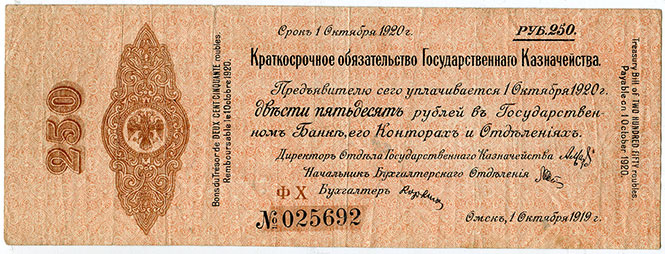 Срокъ 1 Октября 1920 г.
РУБ. 250.
Краткосрочное обязательство Государственнаго Казначейства.
Предъявителю сего уплачивается 1 Октября 1920 г.
двѣсти пятьдесятъ рублей въ Государствен-
номъ Банкѣ, его Конторахъ и Отдѣленіяхъ.
Директоръ Отдѣла Государственнаго Казначейства
Начальникъ Бухгалтерскаго Отдѣленія
Бухгалтеръ
ФХ
№ 025692
Омскъ, 1 Октября 1919 г.
250
Bons du Tresor de DEUX CENT CINQUANTE roubles.
Remboursable le 1 Octobre 1920.
Treasury Bill of TWO HUNDRED FIFTY roubles.
Payable on 1 October 1920.